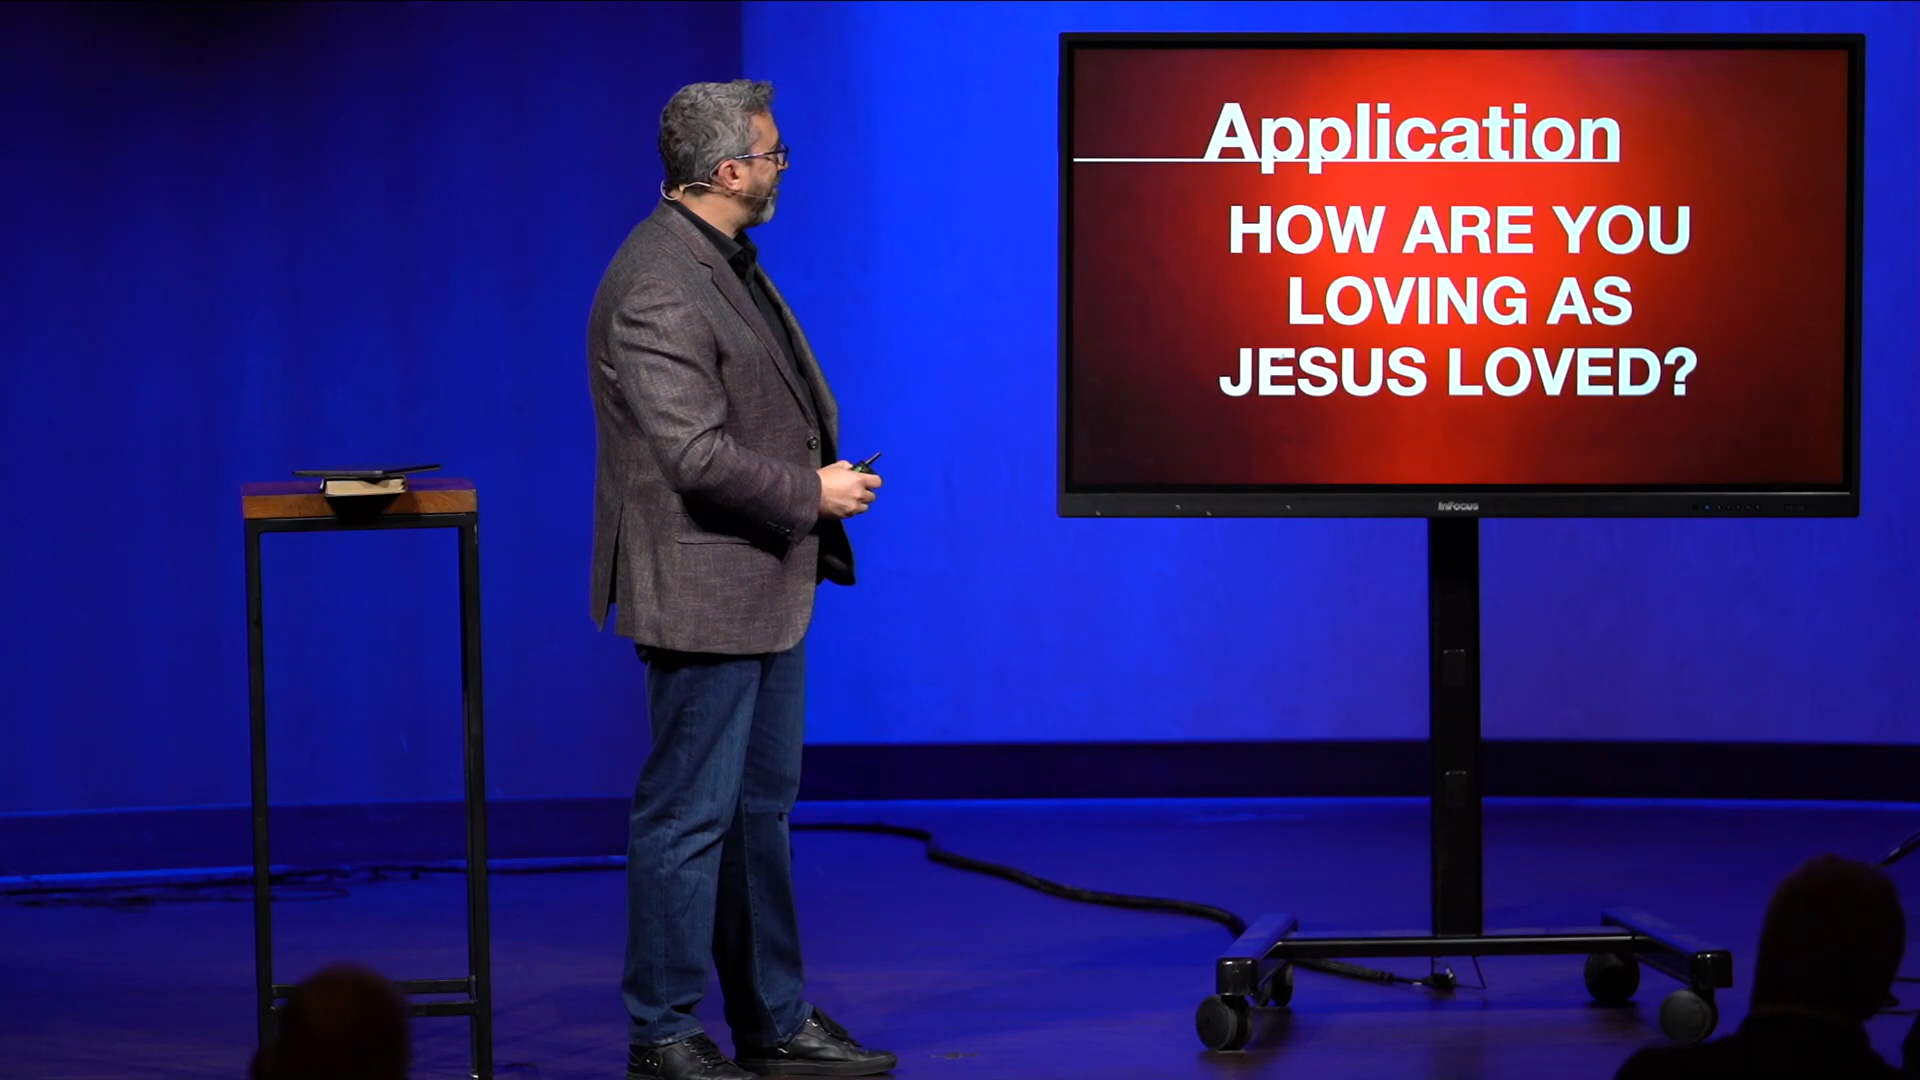 Application
HOW ARE YOU
LOVING AS
JESUS LOVED?
InFocus